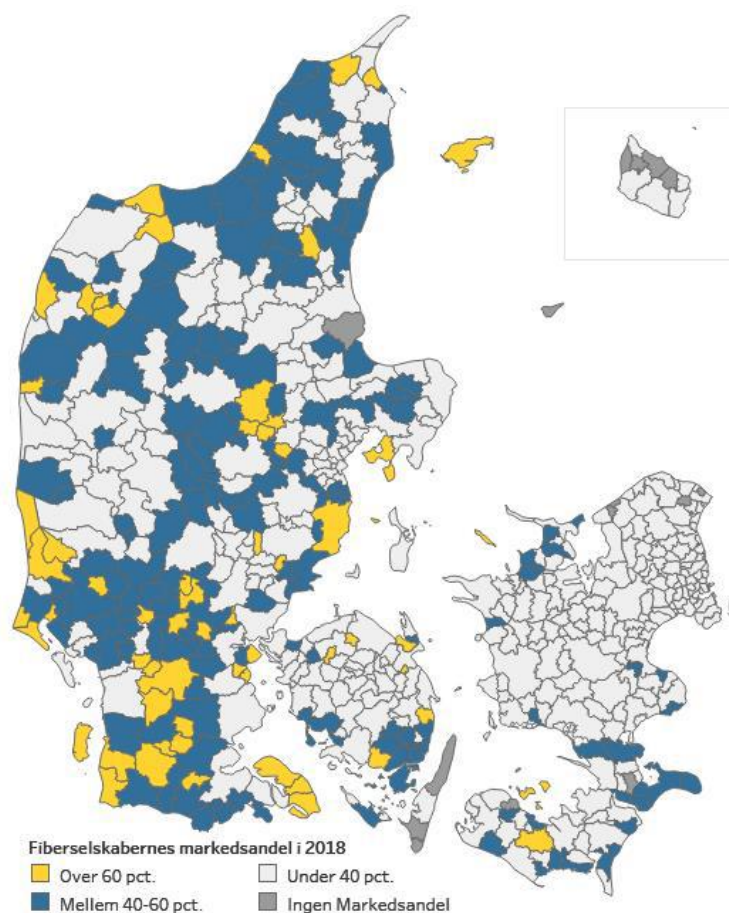 Fiberselskabernes markedsandel i 2018
Over 60 pct.
Under 40 pct.
Mellem 40-60 pct.
Ingen Markedsandel